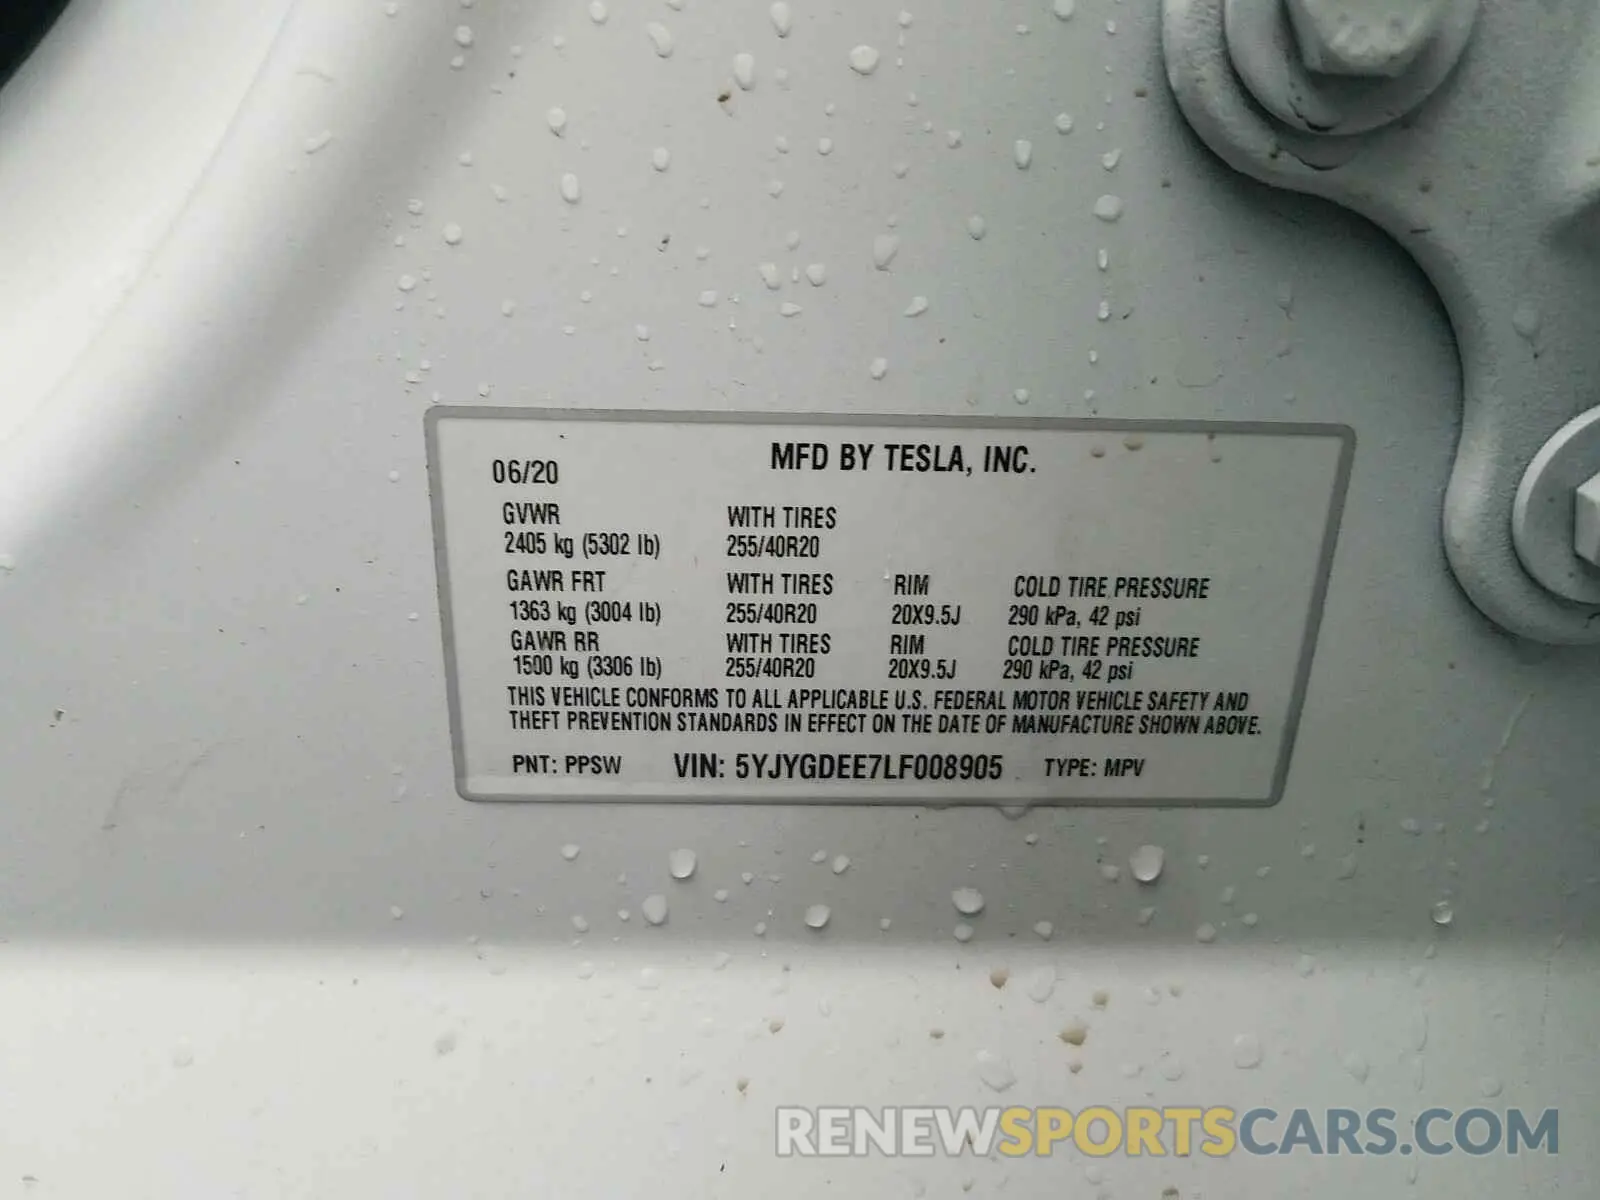 MFD BY TESLA, INC.
06/20
GVWR WITH TIRES
2405 kg (5302 lb) 255/40R20
GAWR FRT WITH TIRES RIM COLD TIRE PRESSURE
1363 kg (3004 lb) 255/40R20 20X9.5J 290 kPa, 42 psi
GAWR RR WITH TIRES RIM COLD TIRE PRESSURE
1500 kg (3306 lb) 255/40R20 20X9.5J 290 kPa, 42 psi
THIS VEHICLE CONFORMS TO ALL APPLICABLE U.S. FEDERAL MOTOR VEHICLE SAFETY AND
THEFT PREVENTION STANDARDS IN EFFECT ON THE DATE OF MANUFACTURE SHOWN ABOVE.
PNT: PPSW VIN: 5YJYGDEE7LF008905 TYPE: MPV
RENEWSPORTSCARS.COM